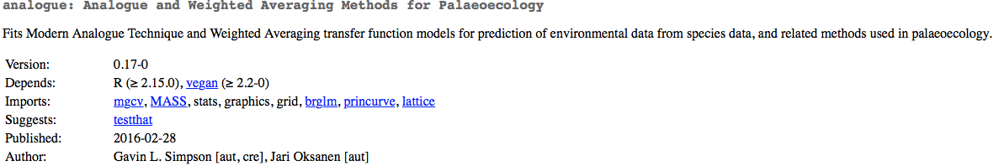 analogue: Analogue and Weighted Averaging Methods for Palaeoecology
Fits Modern Analogue Technique and Weighted Averaging transfer function models for prediction of environmental data from species data, and related methods used in palaeoecology.
Version: 0.17-0
Depends: R (≥ 2.15.0), vegan (≥ 2.2-0)
Imports: mgcv, MASS, stats, graphics, grid, brglm, princurve, lattice
Suggests: testthat
Published: 2016-02-28
Author: Gavin L. Simpson [aut, cre], Jari Oksanen [aut]